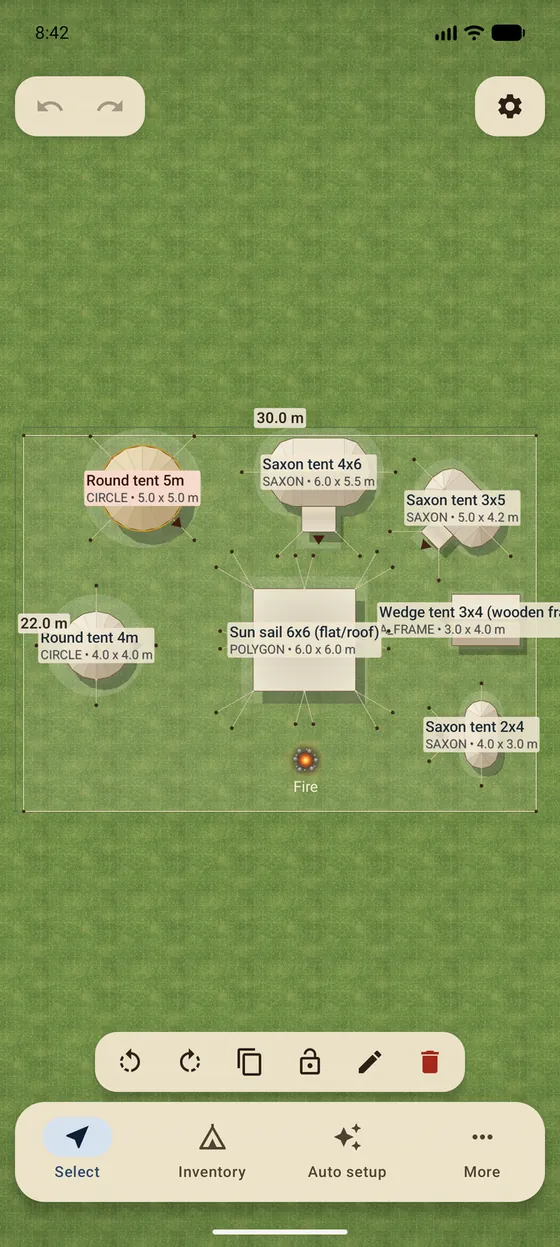 8:42
30.0 m
Round tent 5m
CIRCLE • 5.0 x 5.0 m
Saxon tent 4x6
SAXON • 6.0 x 5.5 m
Saxon tent 3x5
SAXON • 5.0 x 4.2 m
22.0 m
Round tent 4m
CIRCLE • 4.0 x 4.0 m
Sun sail 6x6 (flat/roof)
POLYGON • 6.0 x 6.0 m
Wedge tent 3x4 (wooden fra
A-FRAME • 3.0 x 4.0 m
Saxon tent 2x4
SAXON • 4.0 x 3.0 m
Fire
Select
Inventory
Auto setup
More